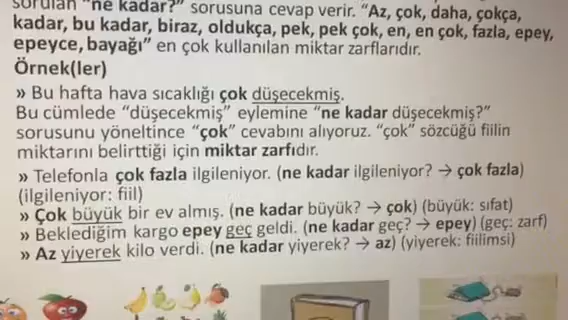 sorulan "ne kadar?" sorusuna cevap verir. "Az, çok, daha, çokça,
kadar, bu kadar, biraz, oldukça, pek, pek çok, en, en çok, fazla, epey,
epeyce, bayağı" en çok kullanılan miktar zarflarıdır.
Örnek(ler)
» Bu hafta hava sıcaklığı çok düşecekmiş.
Bu cümlede "düşecekmiş" eylemine "ne kadar düşecekmiş?"
sorusunu yöneltince "çok" cevabını alıyoruz. "çok" sözcüğü fiilin
miktarını belirttiği için miktar zarfıdır.
» Telefonla çok fazla ilgileniyor. (ne kadar ilgileniyor? → çok fazla)
(ilgileniyor: fiil)
» Çok büyük bir ev almış. (ne kadar büyük? → çok) (büyük: sıfat)
» Beklediğim kargo epey geç geldi. (ne kadar geç? → epey) (geç: zarf)
» Az yiyerek kilo verdi. (ne kadar yiyerek? → az) (yiyerek: fiilimsi)